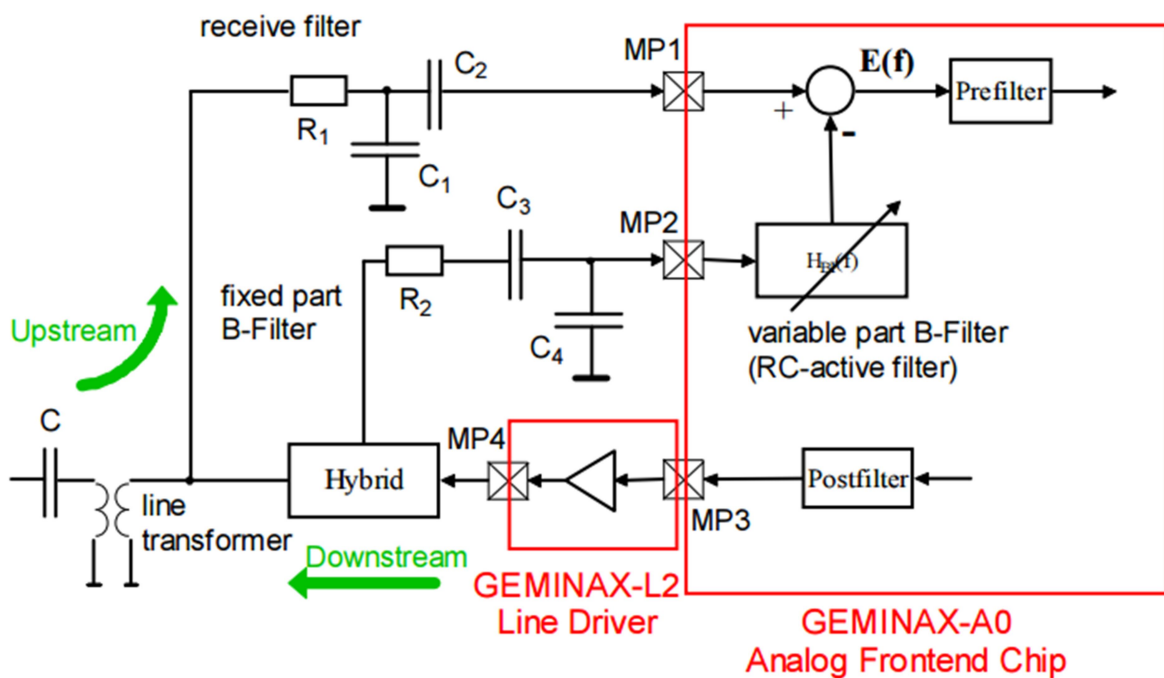 receive filter
R1
C1
C2
MP1
+
-
E(f)
Prefilter
C3
MP2
R2
C4
fixed part
B-Filter
variable part B-Filter
(RC-active filter)
Upstream
C
line
transformer
Hybrid
MP4
MP3
Postfilter
Downstream
GEMINAX-L2
Line Driver
GEMINAX-A0
Analog Frontend Chip